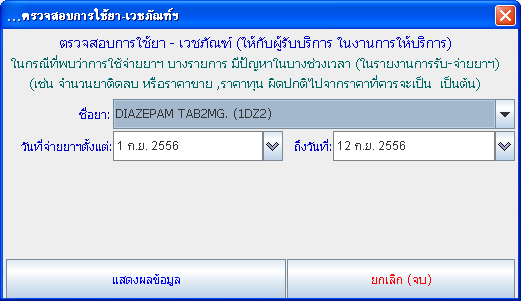 ...ตรวจสอบการใช้ยา-เวชภัณฑ์ฯ
ตรวจสอบการใช้ยา - เวชภัณฑ์ (ให้กับผู้รับบริการ ในงานการให้บริการ)
ในกรณีที่พบว่าการใช้จ่ายยาฯ บางรายการ มีปัญหาในบางช่วงเวลา (ในรายงานการรับ-จ่ายยาฯ)
(เช่น จำนวนยาติดลบ หรือราคาขาย ,ราคาทุน ผิดปกติไปจากราคาที่ควรจะเป็น เป็นต้น)
ชื่อยา: DIAZEPAM TAB2MG. (1DZ2)
วันที่จ่ายยาฯตั้งแต่: 1 ก.ย. 2556 ถึงวันที่: 12 ก.ย. 2556
แสดงผลข้อมูล ยกเลิก (จบ)